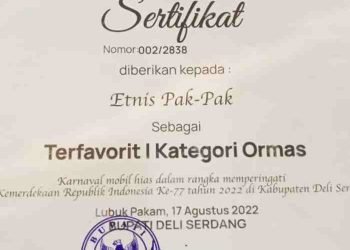 Sertifikat
Nomor:002/2838
diberikan kepada :
Etnis Pak-Pak
Sebagai
Terfavorit I Kategori Ormas
Karnaval mobil hias dalam rangka memperingati
Kemerdekaan Republik Indonesia Ke-77 tahun 2022 di Kabupaten Deli Ser
Lubuk Pakam, 17 Agustus 2022
BUPATI DELI SERDANG
BUPATI